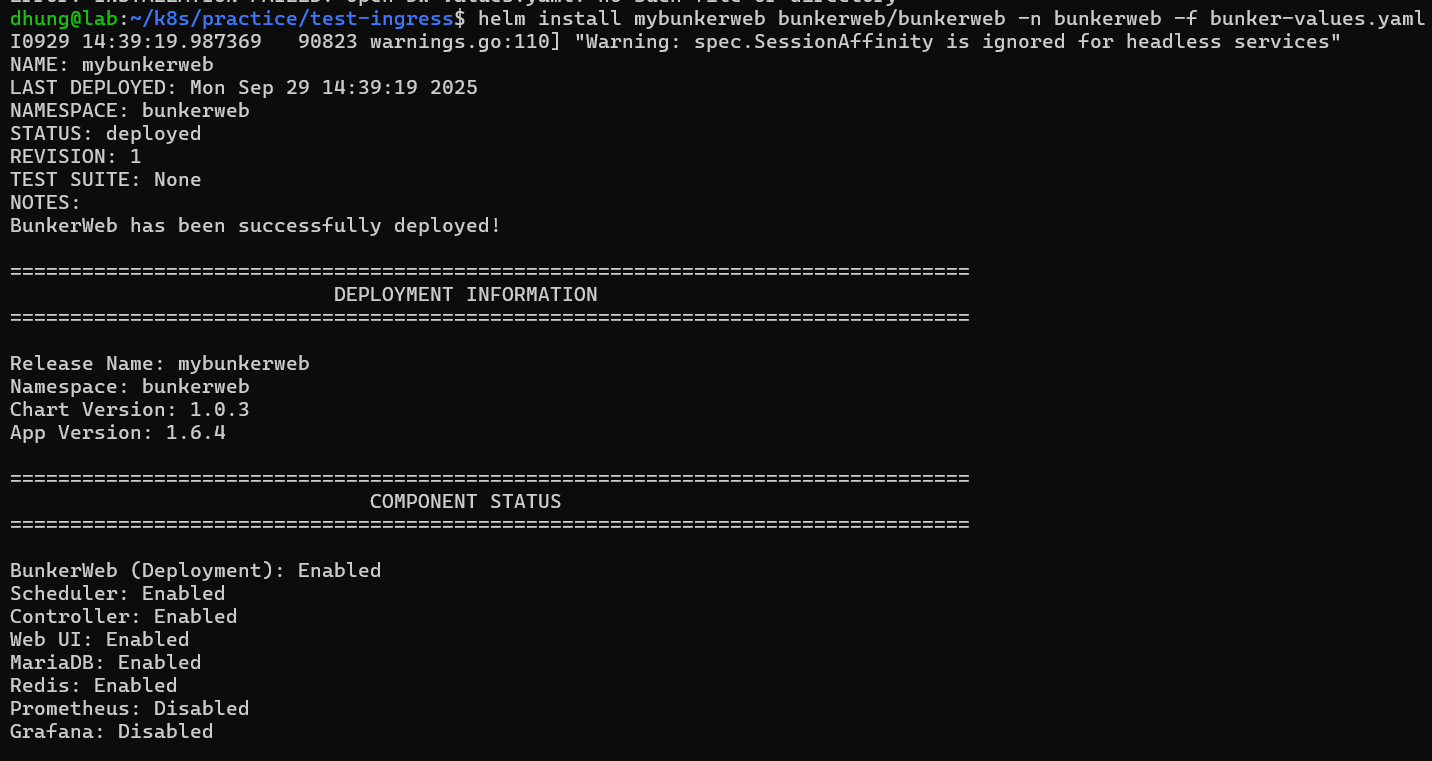 dhung@lab:~/k8s/practice/test-ingress$ helm install mybunkerweb bunkerweb/bunkerweb -n bunkerweb -f bunker-values.yaml
I0929 14:39:19.987369   90823 warnings.go:110] "Warning: spec.SessionAffinity is ignored for headless services"
NAME: mybunkerweb
LAST DEPLOYED: Mon Sep 29 14:39:19 2025
NAMESPACE: bunkerweb
STATUS: deployed
REVISION: 1
TEST SUITE: None
NOTES:
BunkerWeb has been successfully deployed!
================================================================================
DEPLOYMENT INFORMATION
================================================================================
Release Name: mybunkerweb
Namespace: bunkerweb
Chart Version: 1.0.3
App Version: 1.6.4
================================================================================
COMPONENT STATUS
================================================================================
BunkerWeb (Deployment): Enabled
Scheduler: Enabled
Controller: Enabled
Web UI: Enabled
MariaDB: Enabled
Redis: Enabled
Prometheus: Disabled
Grafana: Disabled